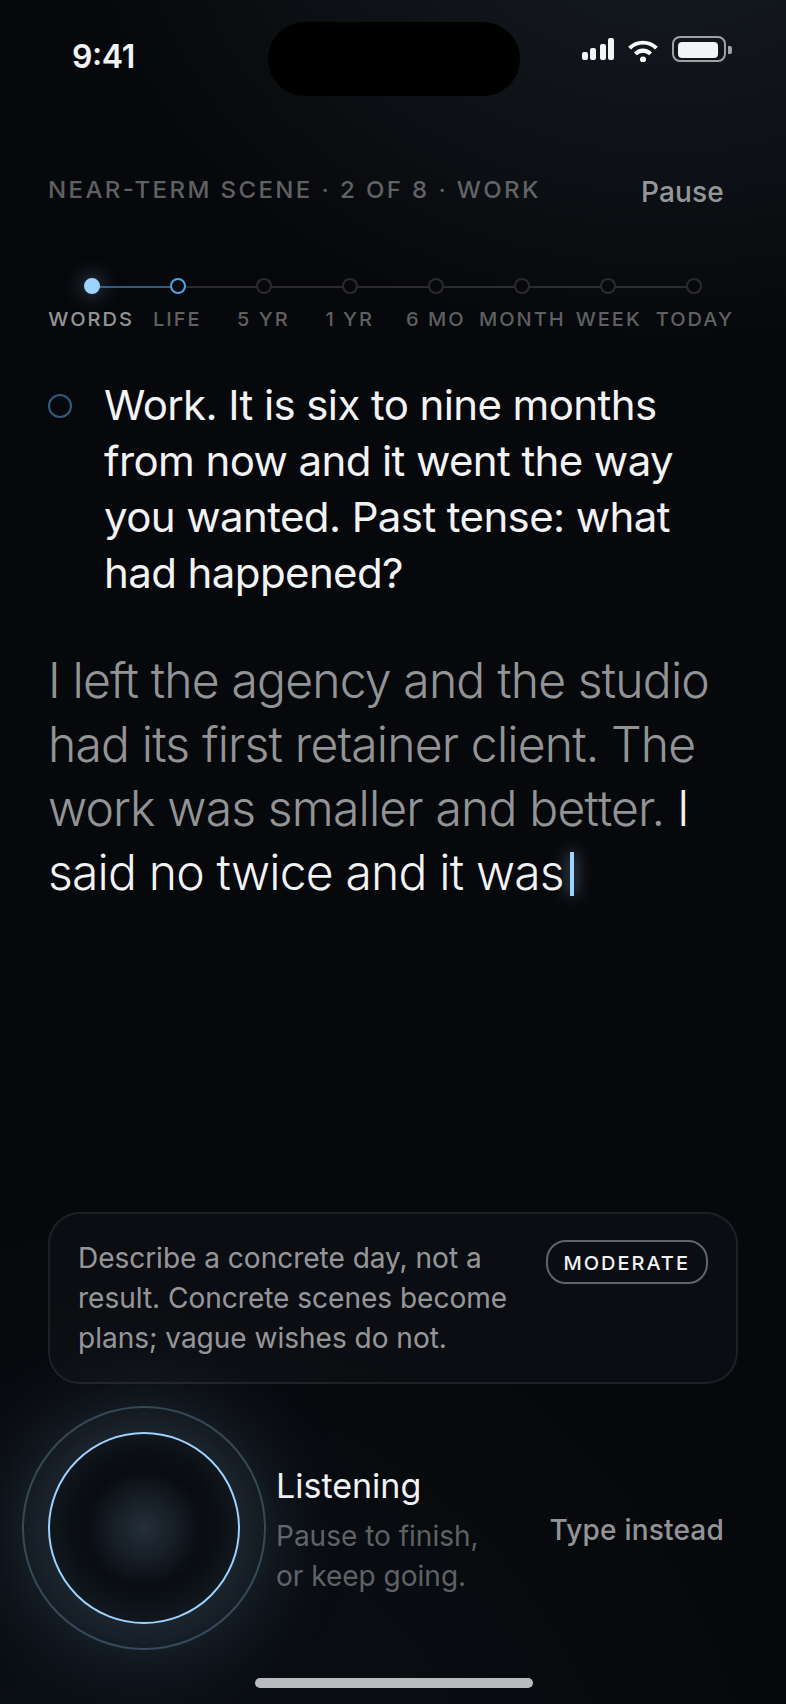 9:41
NEAR-TERM SCENE · 2 OF 8 · WORK
Pause
WORDS LIFE 5 YR 1 YR 6 MO MONTH WEEK TODAY
Work. It is six to nine months
from now and it went the way
you wanted. Past tense: what
had happened?
I left the agency and the studio
had its first retainer client. The
work was smaller and better. I
said no twice and it was
Describe a concrete day, not a
result. Concrete scenes become
plans; vague wishes do not.
MODERATE
Listening
Pause to finish,
or keep going.
Type instead